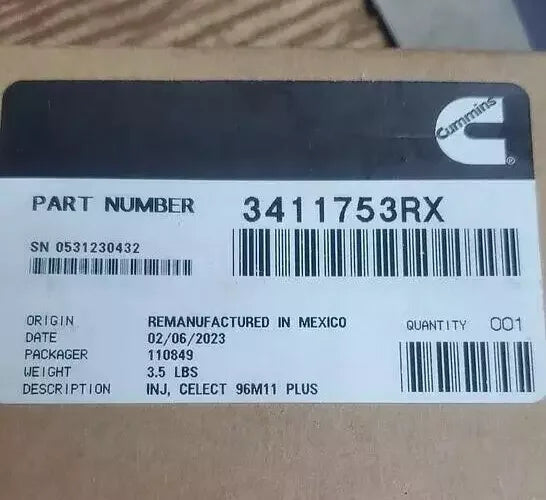 Cummins
®
PART NUMBER 3411753RX
SN 0531230432
ORIGIN REMANUFACTURED IN MEXICO
QUANTITY 001
DATE 02/06/2023
PACKAGER 110849
WEIGHT 3.5 LBS
DESCRIPTION INJ, CELECT 96M11 PLUS